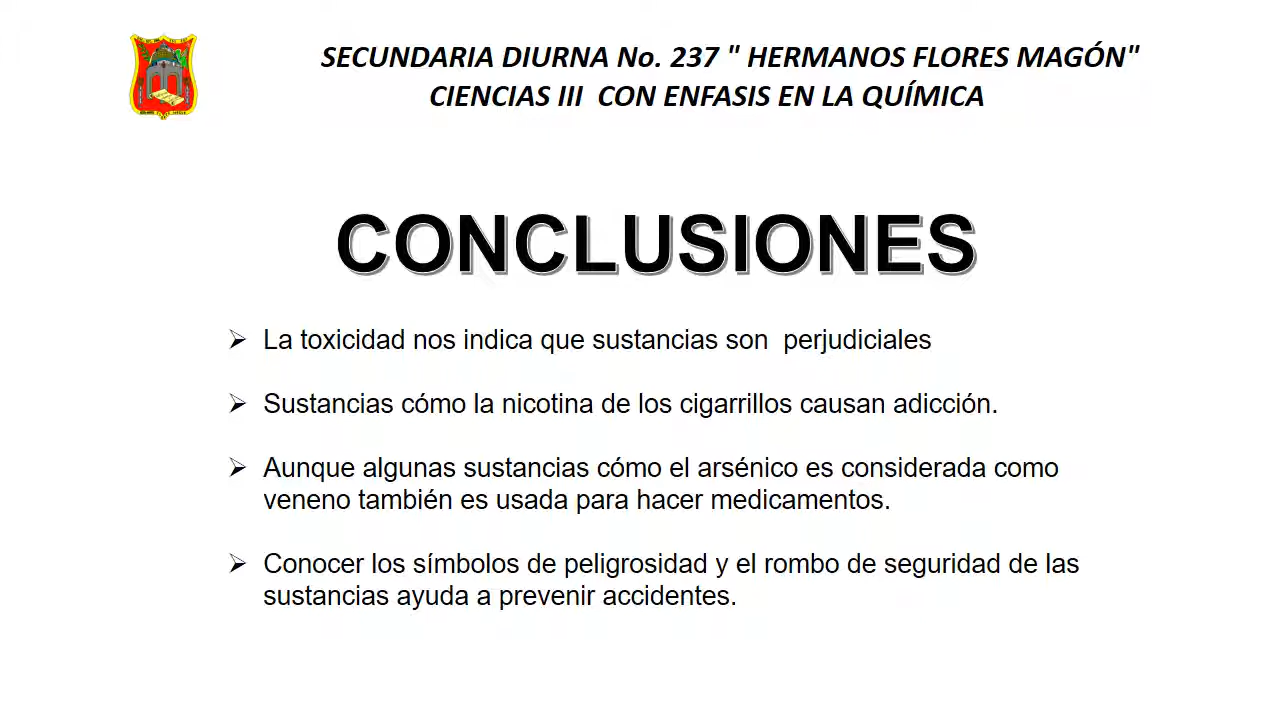 SECUNDARIA DIURNA No. 237 " HERMANOS FLORES MAGÓN"
CIENCIAS III CON ENFASIS EN LA QUÍMICA
CONCLUSIONES
➢ La toxicidad nos indica que sustancias son perjudiciales
➢ Sustancias cómo la nicotina de los cigarrillos causan adicción.
➢ Aunque algunas sustancias cómo el arsénico es considerada como
veneno también es usada para hacer medicamentos.
➢ Conocer los símbolos de peligrosidad y el rombo de seguridad de las
sustancias ayuda a prevenir accidentes.